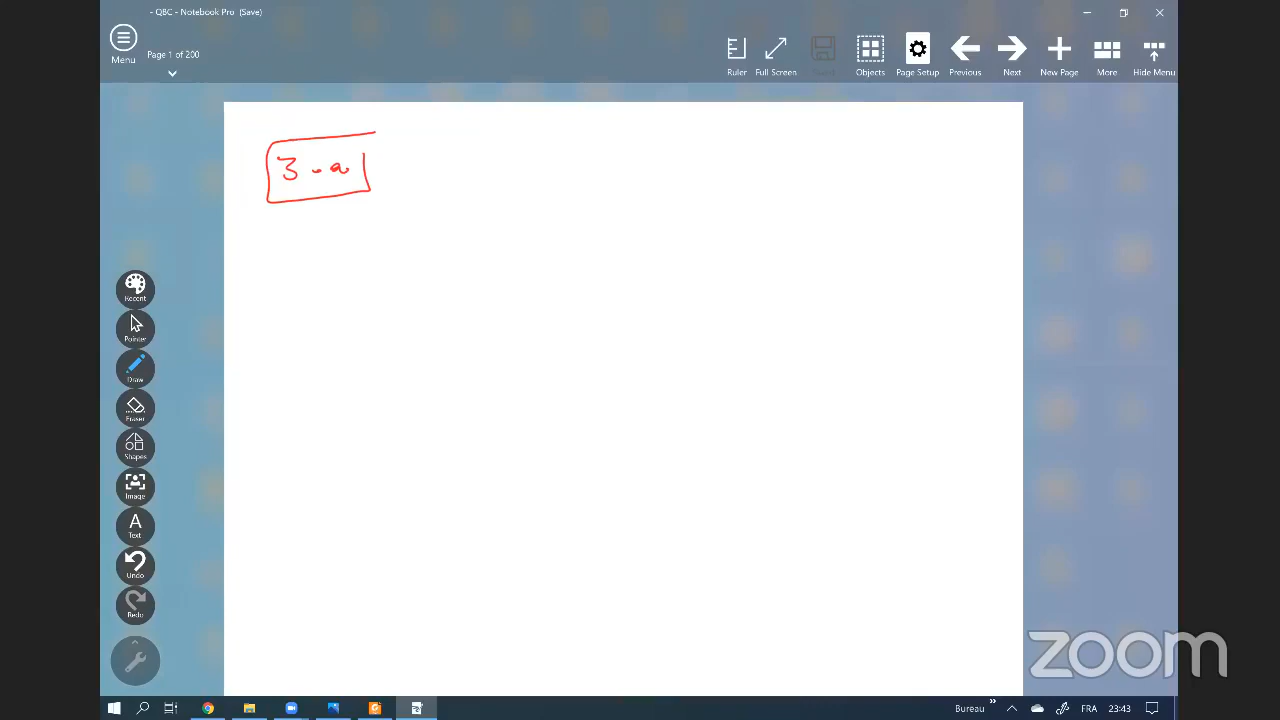 - QBC - Notebook Pro (Save)
Menu
Page 1 of 200
Ruler
Full Screen
Objects
Page Setup
Previous
Next
New Page
More
Hide Menu
3-a
Recent
Pointer
Draw
Eraser
Shapes
Image
A
Text
Undo
Redo
zoom
Bureau
»
FRA
23:43